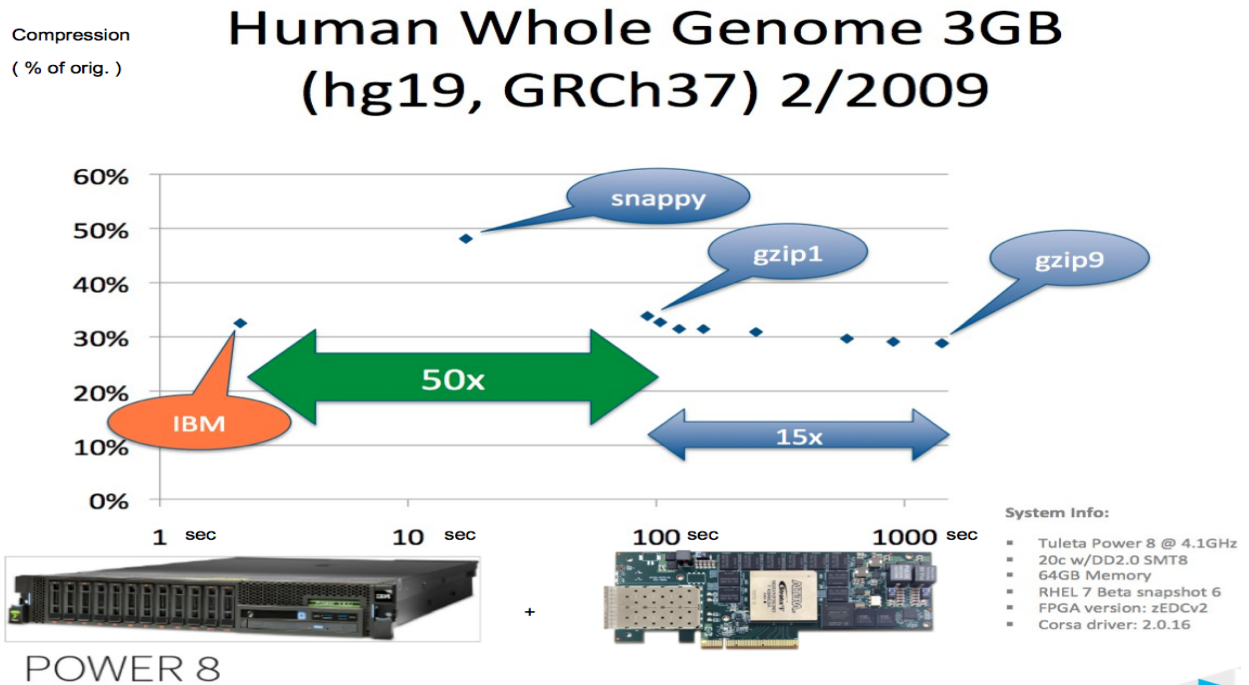 Compression
( % of orig. )
Human Whole Genome 3GB
(hg19, GRCh37) 2/2009
60%
50%
40%
30%
20%
10%
0%
snappy
gzip1
gzip9
50x
IBM
15x
1 sec
10 sec
100 sec
1000 sec
System Info:
▪ Tuleta Power 8 @ 4.1GHz
▪ 20c w/DD2.0 SMT8
▪ 64GB Memory
▪ RHEL 7 Beta snapshot 6
▪ FPGA version: zEDCv2
▪ Corsa driver: 2.0.16
+
POWER 8